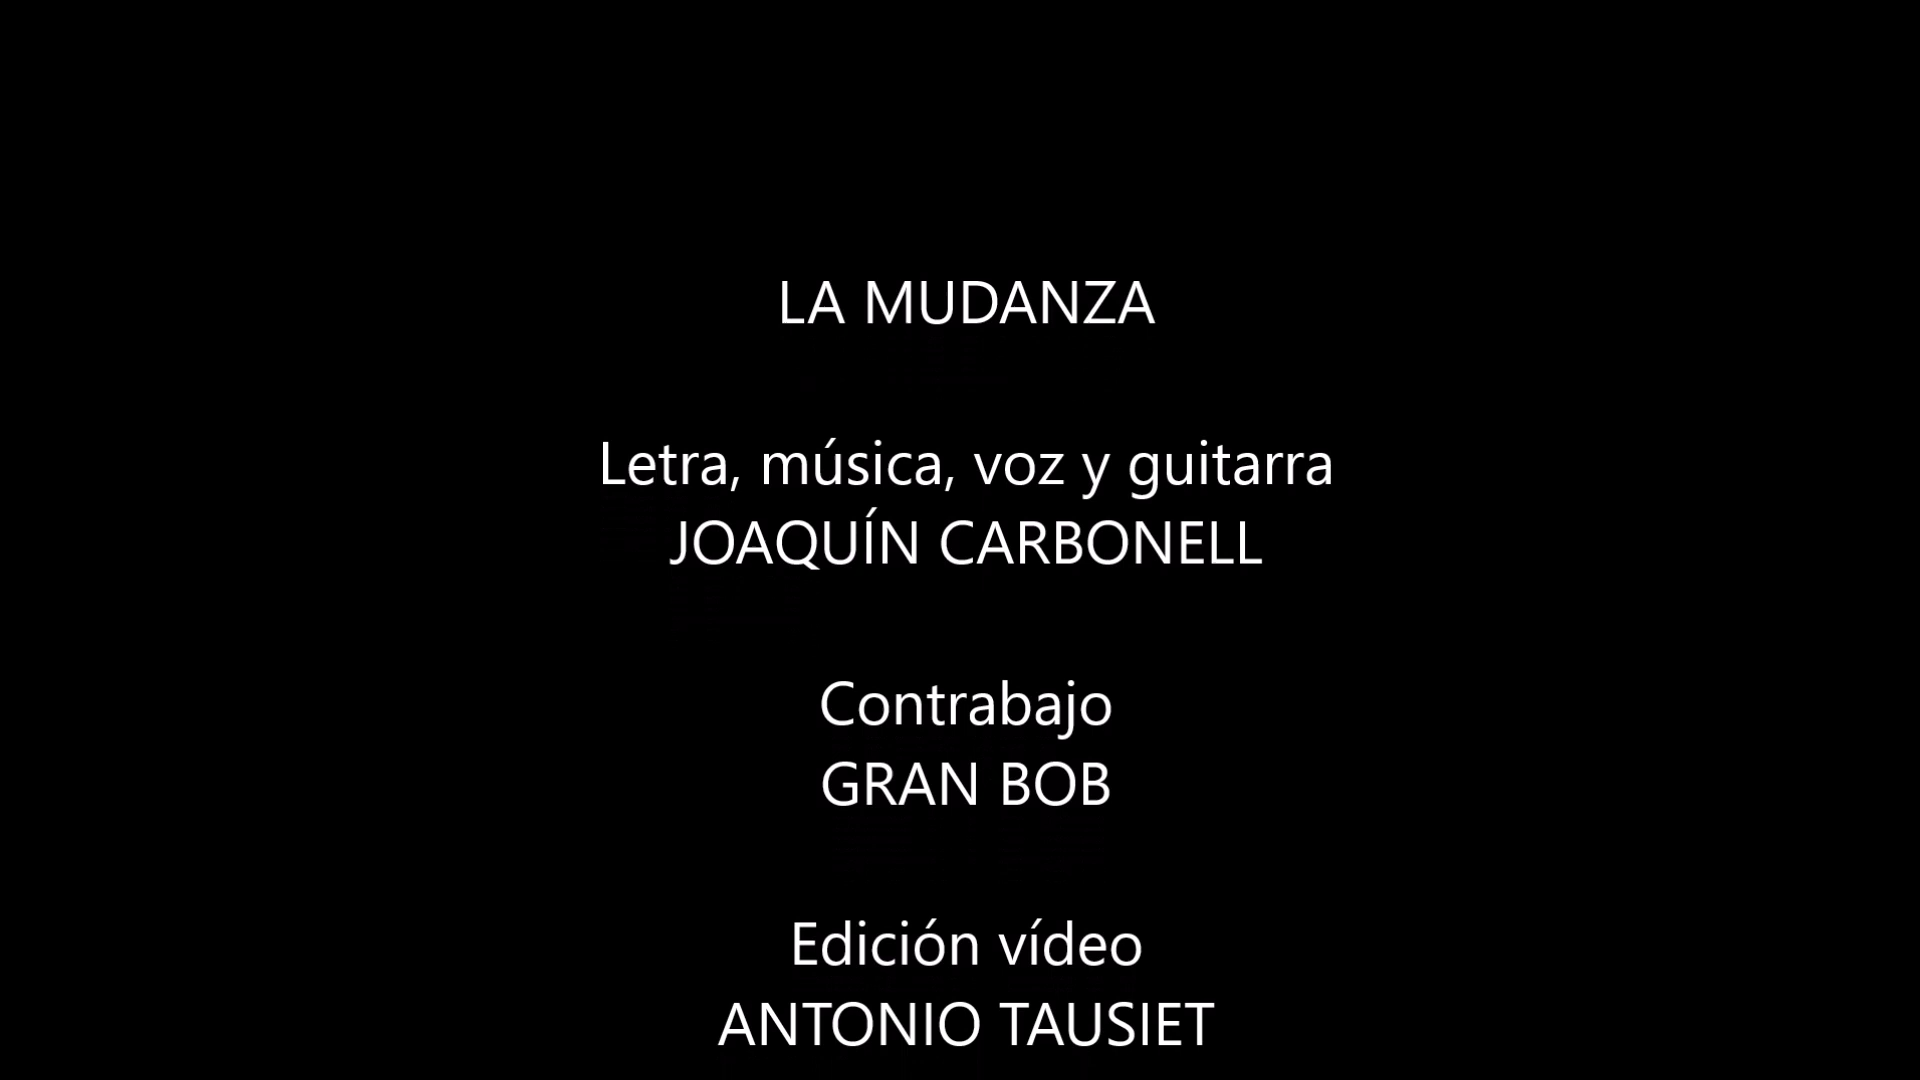 LA MUDANZA
Letra, música, voz y guitarra
JOAQUÍN CARBONELL
Contrabajo
GRAN BOB
Edición vídeo
ANTONIO TAUSIET